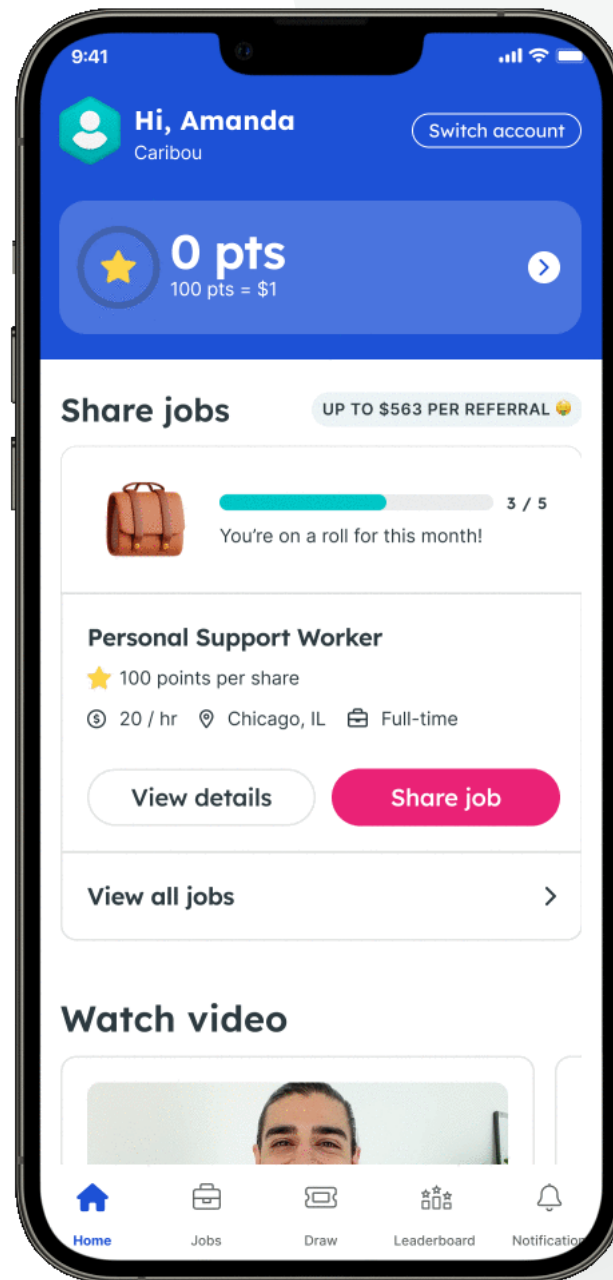 9:41
Hi, Amanda
Switch account
Caribou
0 pts
100 pts = $1
Share jobs
UP TO $563 PER REFERRAL 🤑
3 / 5
You're on a roll for this month!
Personal Support Worker
100 points per share
20 / hr Chicago, IL Full-time
View details Share job
View all jobs
Watch video
Home Jobs Draw Leaderboard Notification